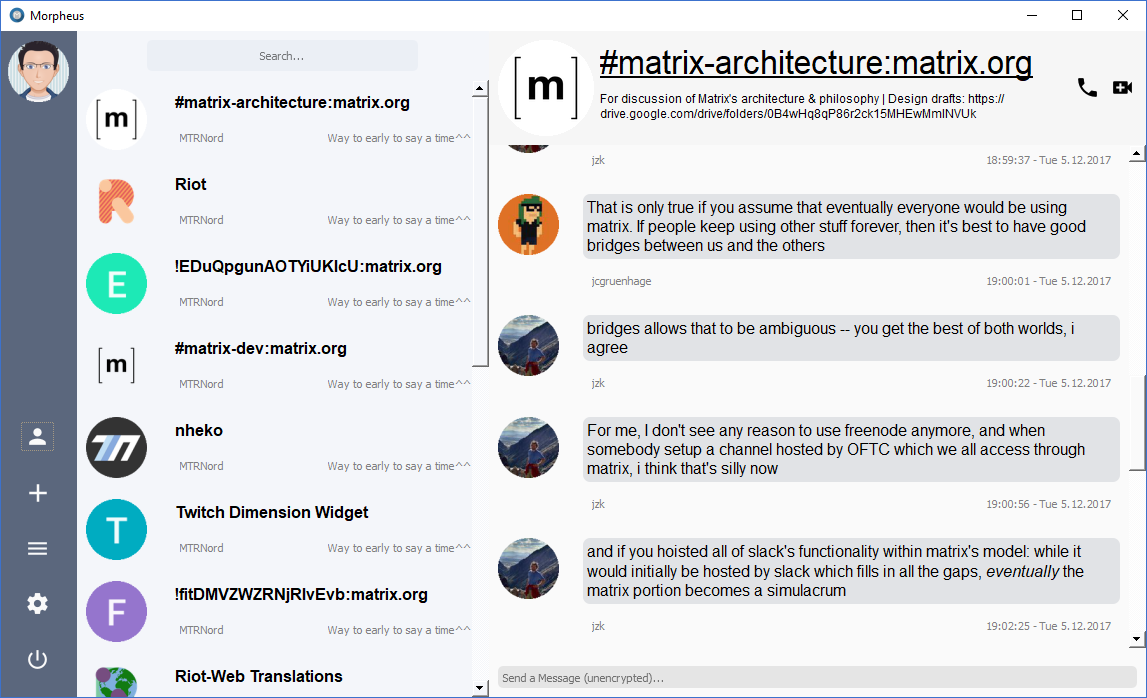 Morpheus
Search...
[m]
#matrix-architecture:matrix.org
MTRNord
Way to early to say a time^^
Riot
MTRNord
Way to early to say a time^^
E
!EDuQpgunAOTYiUKIcU:matrix.org
MTRNord
Way to early to say a time^^
[m]
#matrix-dev:matrix.org
MTRNord
Way to early to say a time^^
nheko
MTRNord
Way to early to say a time^^
T
Twitch Dimension Widget
MTRNord
Way to early to say a time^^
F
!fitDMVZWZRNjRIvEvb:matrix.org
MTRNord
Way to early to say a time^^
Riot-Web Translations
[m]
#matrix-architecture:matrix.org
For discussion of Matrix's architecture & philosophy | Design drafts: https://
drive.google.com/drive/folders/0B4wHq8qP86r2ck15MHEwMmlNVUk
jzk
18:59:37 - Tue 5.12.2017
That is only true if you assume that eventually everyone would be using
matrix. If people keep using other stuff forever, then it's best to have good
bridges between us and the others
jcgruenhage
19:00:01 - Tue 5.12.2017
bridges allows that to be ambiguous -- you get the best of both worlds, i
agree
jzk
19:00:22 - Tue 5.12.2017
For me, I don't see any reason to use freenode anymore, and when
somebody setup a channel hosted by OFTC which we all access through
matrix, i think that's silly now
jzk
19:00:56 - Tue 5.12.2017
and if you hoisted all of slack's functionality within matrix's model: while it
would initially be hosted by slack which fills in all the gaps, eventually the
matrix portion becomes a simulacrum
jzk
19:02:25 - Tue 5.12.2017
Send a Message (unencrypted)...